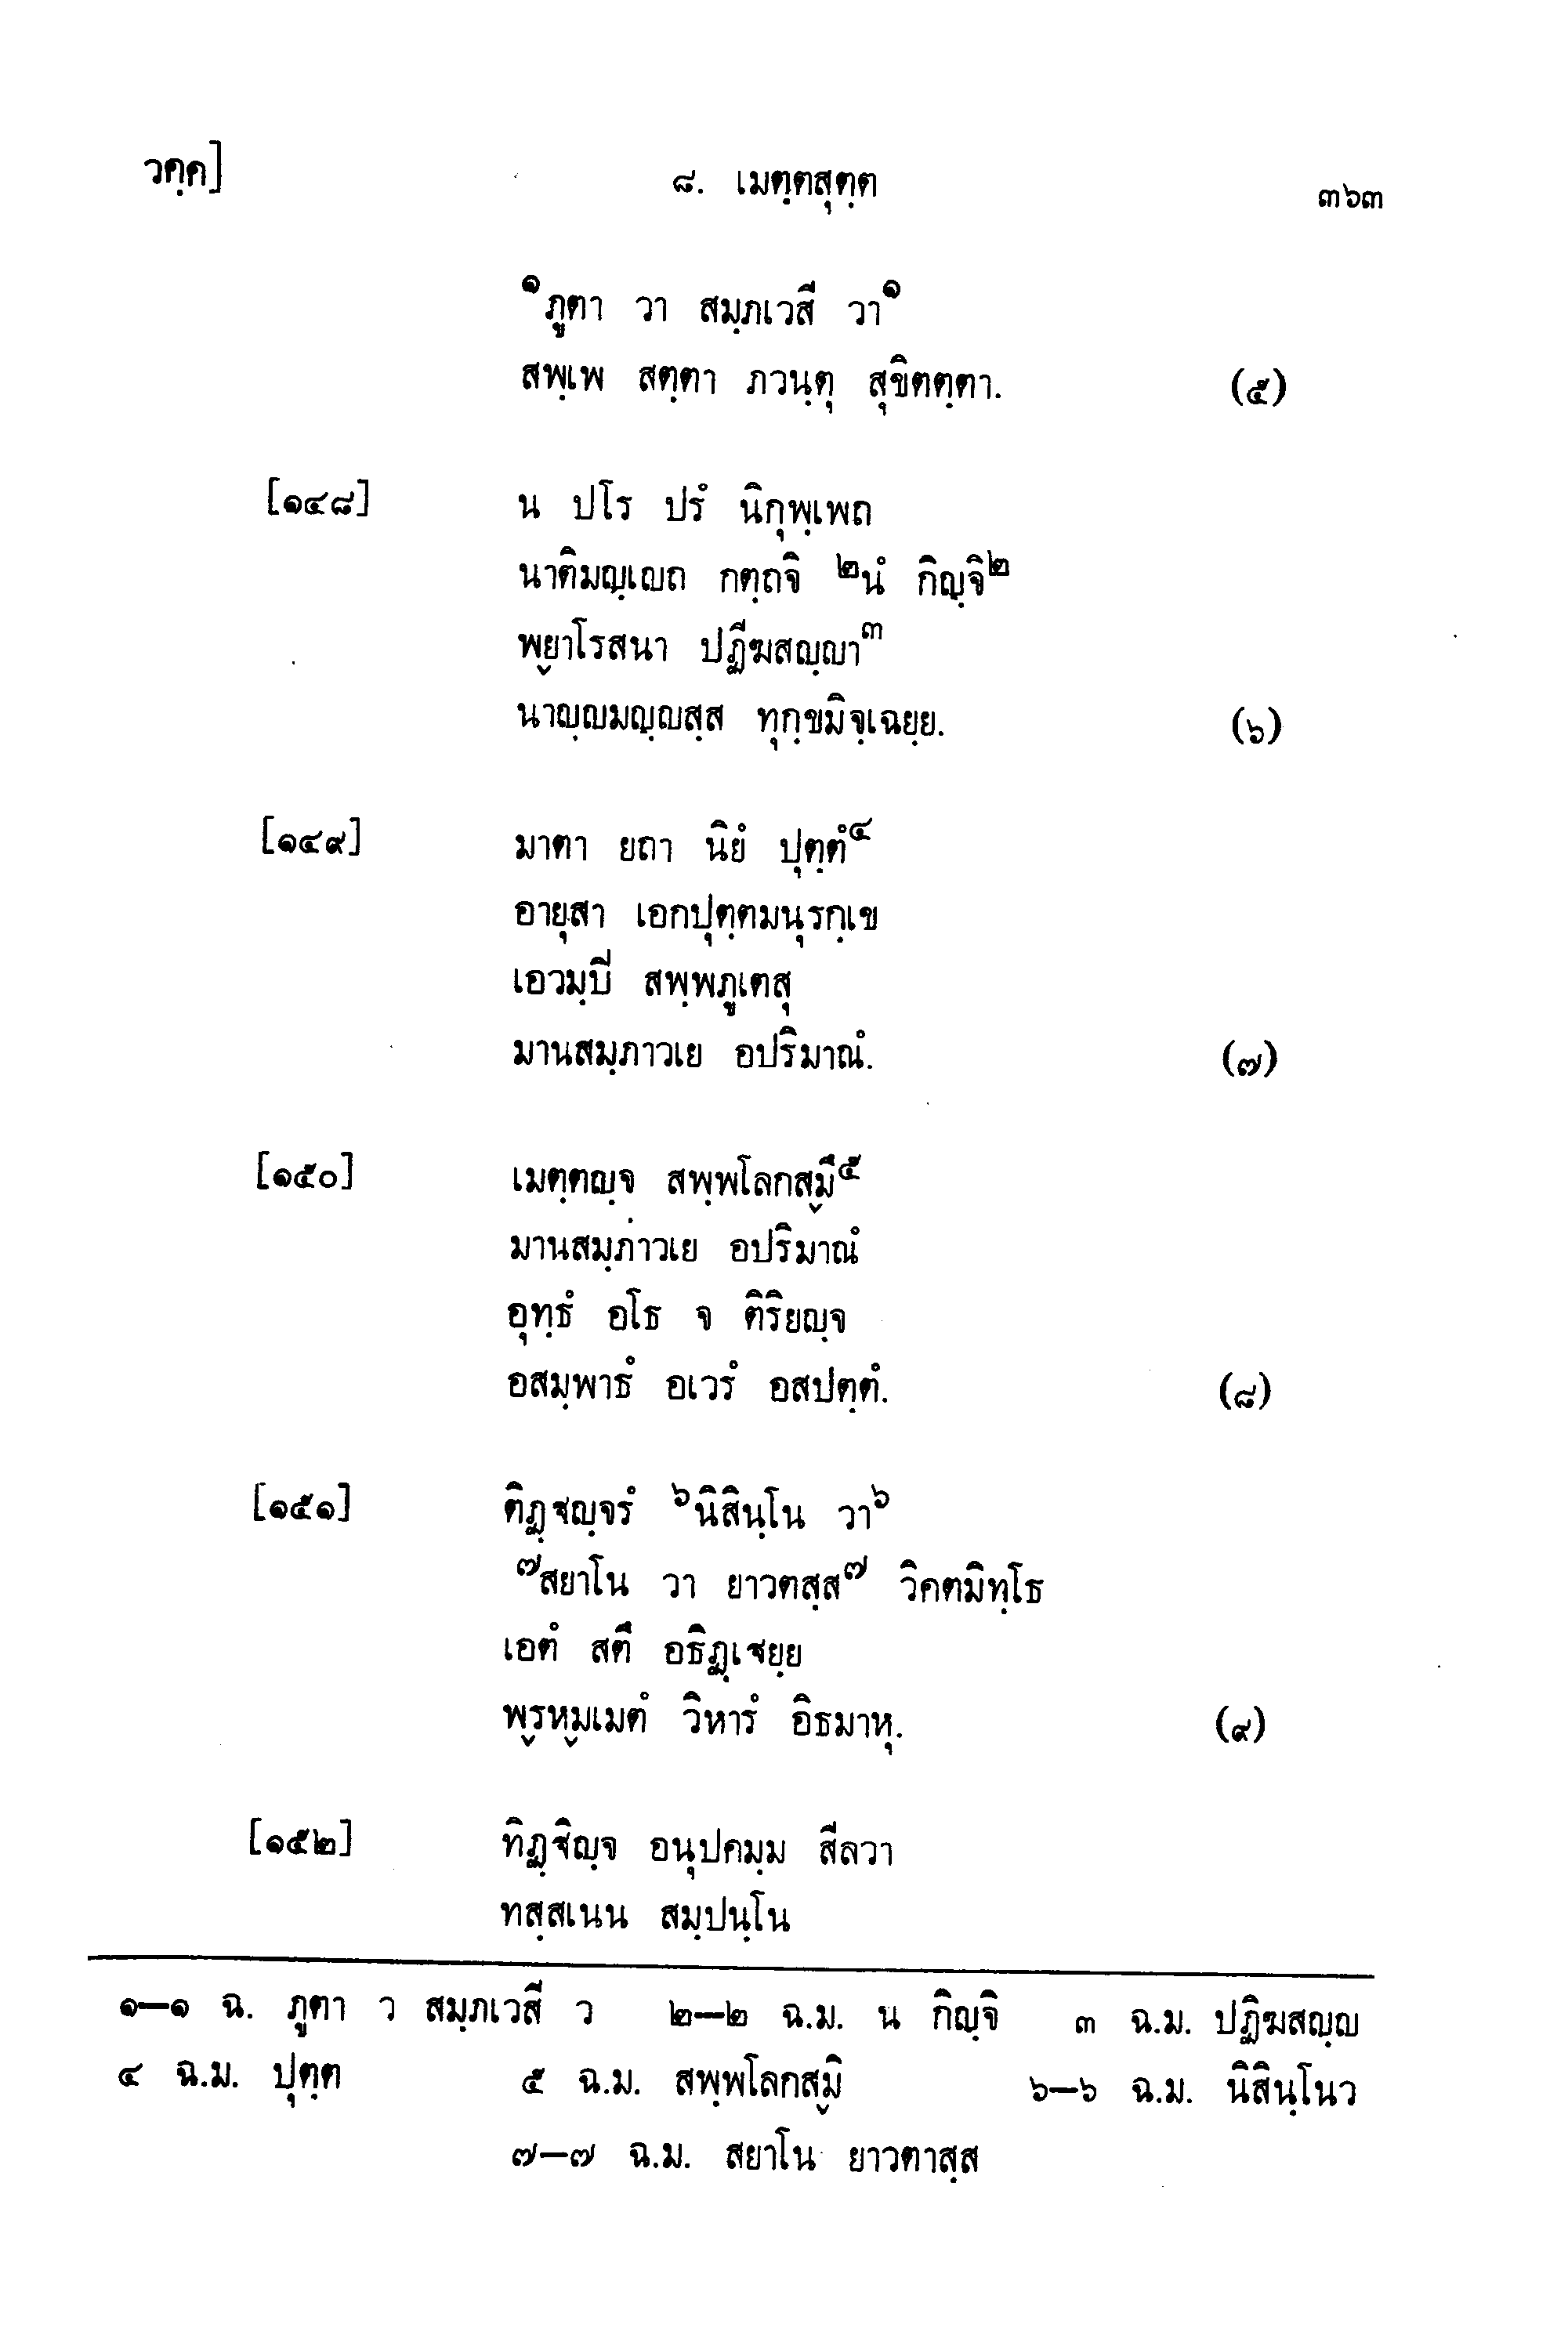 วคฺค] ๘. เมตฺตสุตฺต ๓๖๓
๑ภูตา วา สมฺภเวสี วา๑
สพฺเพ สตฺตา ภวนฺตุ สุขิตตฺตา. (๕)
[๑๔๘] น ปโร ปรํ นิกุพฺเพถ
นาติมญฺเญถ กตฺถจิ ๒นํ กิญฺจิ๒
พฺยาโรสนา ปฏีฆสญฺญา๓
นาญฺญมญฺญสฺส ทุกฺขมิจฺเฉยฺย. (๖)
[๑๔๙] มาตา ยถา นิยํ ปุตฺตํ๔
อายุสา เอกปุตฺตมนุรกฺเข
เอวมฺปี สพฺพภูเตสุ
มานสมฺภาวเย อปริมาณํ. (๗)
[๑๕๐] เมตฺตญฺจ สพฺพโลกสฺมึ๕
มานสมฺภาวเย อปริมาณํ
อุทฺธํ อโธ จ ติริยญฺจ
อสมฺพาธํ อเวรํ อสปตฺตํ. (๘)
[๑๕๑] ติฏฺฐญฺจรํ ๖นิสินฺโน วา๖
๗สยาโน วา ยาวตสฺส๗ วิคตมิทฺโธ
เอตํ สตึ อธิฏฺเฐยฺย
พฺรหฺมเมตํ วิหารํ อิธมาหุ. (๙)
[๑๕๒] ทิฏฺฐิญฺจ อนุปคมฺม สีลวา
ทสฺสเนน สมฺปนฺโน
๑—๑ ฉ. ภูตา ว สมฺภเวสี ว ๒—๒ ฉ.ม. น กิญฺจิ ๓ ฉ.ม. ปฏิฆสญฺญ
๔ ฉ.ม. ปุตฺต ๕ ฉ.ม. สพฺพโลกสฺมิ ๖—๖ ฉ.ม. นิสินฺโนว
๗—๗ ฉ.ม. สยาโน ยาวตาสฺส